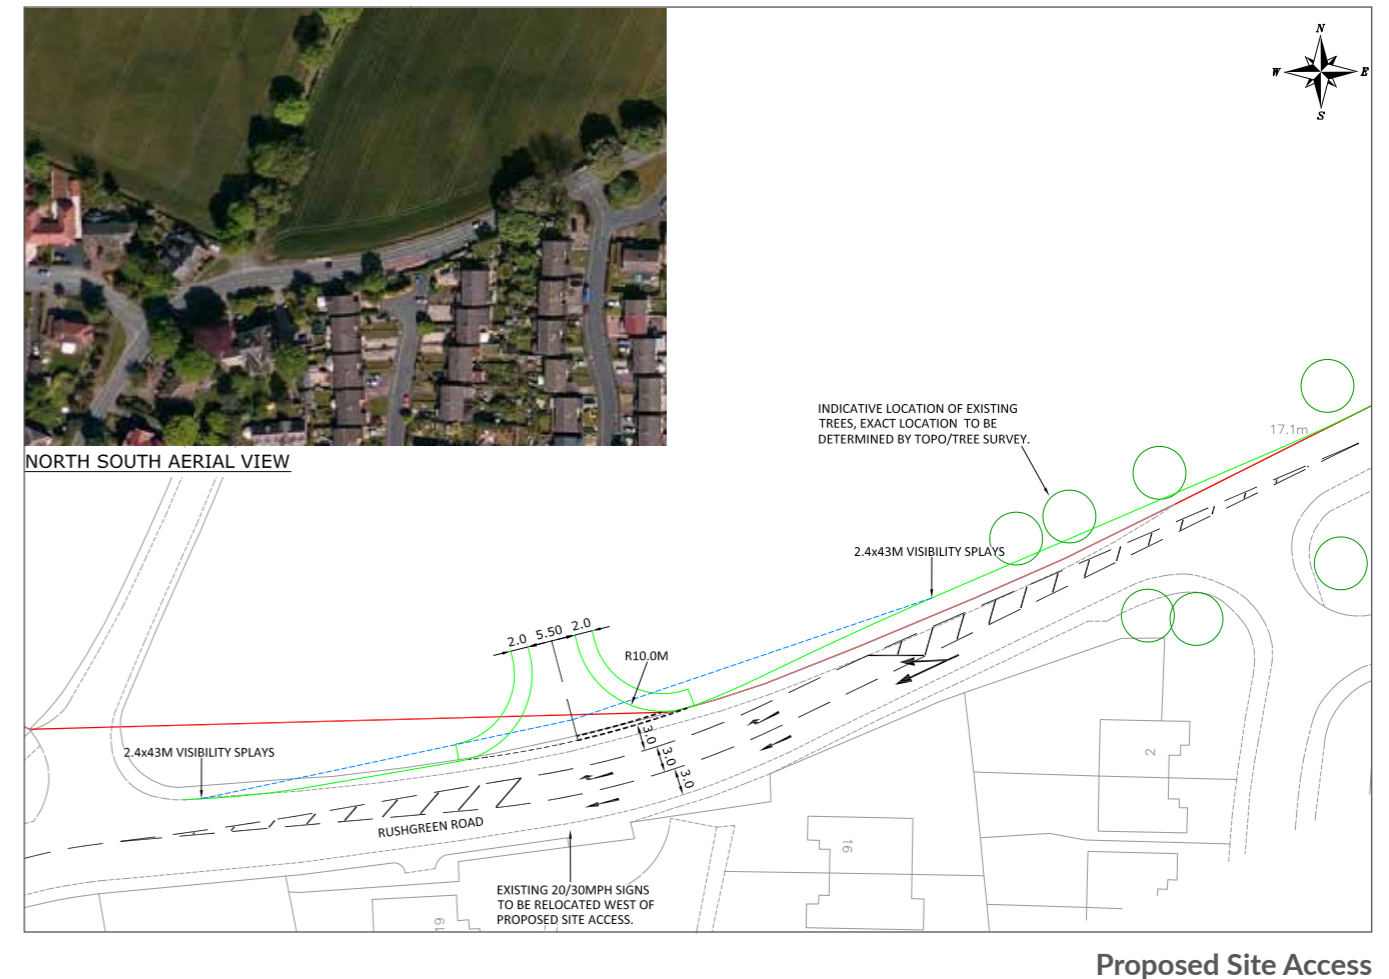 N
W E
S
NORTH SOUTH AERIAL VIEW
INDICATIVE LOCATION OF EXISTING
TREES, EXACT LOCATION TO BE
DETERMINED BY TOPO/TREE SURVEY.
17.1m
2.4x43M VISIBILITY SPLAYS
2.0 5.50 2.0
R10.0M
2.4x43M VISIBILITY SPLAYS
3.0
3.0
3.0
2
RUSHGREEN ROAD
16
EXISTING 20/30MPH SIGNS
TO BE RELOCATED WEST OF
PROPOSED SITE ACCESS.
19
Proposed Site Access